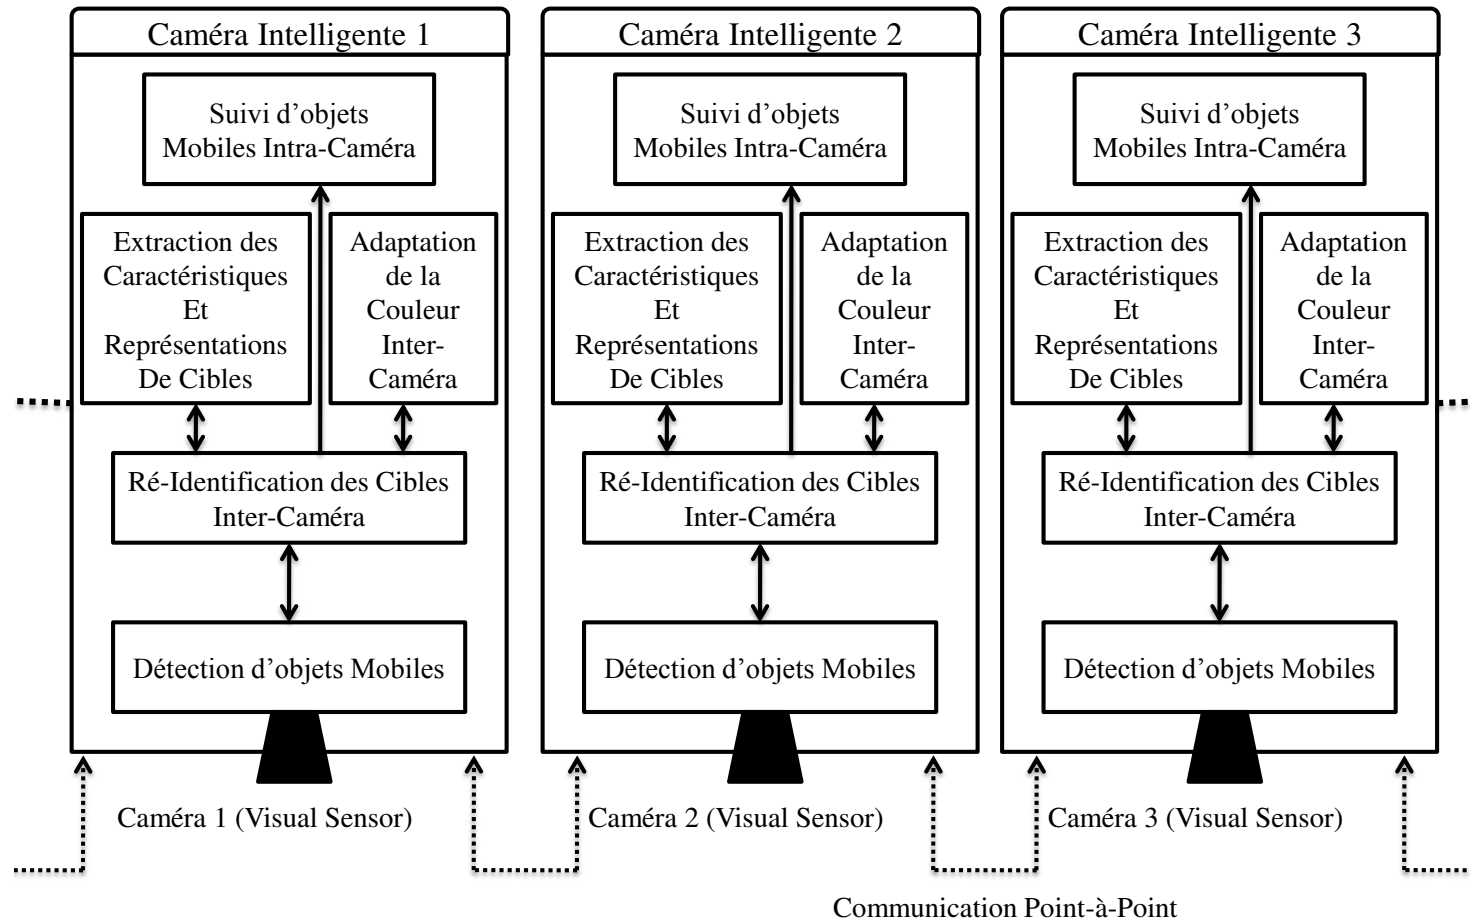 Caméra Intelligente 1
Suivi d’objets
Mobiles Intra-Caméra
Extraction des
Caractéristiques
Et
Représentations
De Cibles
Adaptation
de la
Couleur
Inter-
Caméra
Ré-Identification des Cibles
Inter-Caméra
Détection d’objets Mobiles
Caméra 1 (Visual Sensor)
Caméra Intelligente 2
Suivi d’objets
Mobiles Intra-Caméra
Extraction des
Caractéristiques
Et
Représentations
De Cibles
Adaptation
de la
Couleur
Inter-
Caméra
Ré-Identification des Cibles
Inter-Caméra
Détection d’objets Mobiles
Caméra 2 (Visual Sensor)
Caméra Intelligente 3
Suivi d’objets
Mobiles Intra-Caméra
Extraction des
Caractéristiques
Et
Représentations
De Cibles
Adaptation
de la
Couleur
Inter-
Caméra
Ré-Identification des Cibles
Inter-Caméra
Détection d’objets Mobiles
Caméra 3 (Visual Sensor)
Communication Point-à-Point